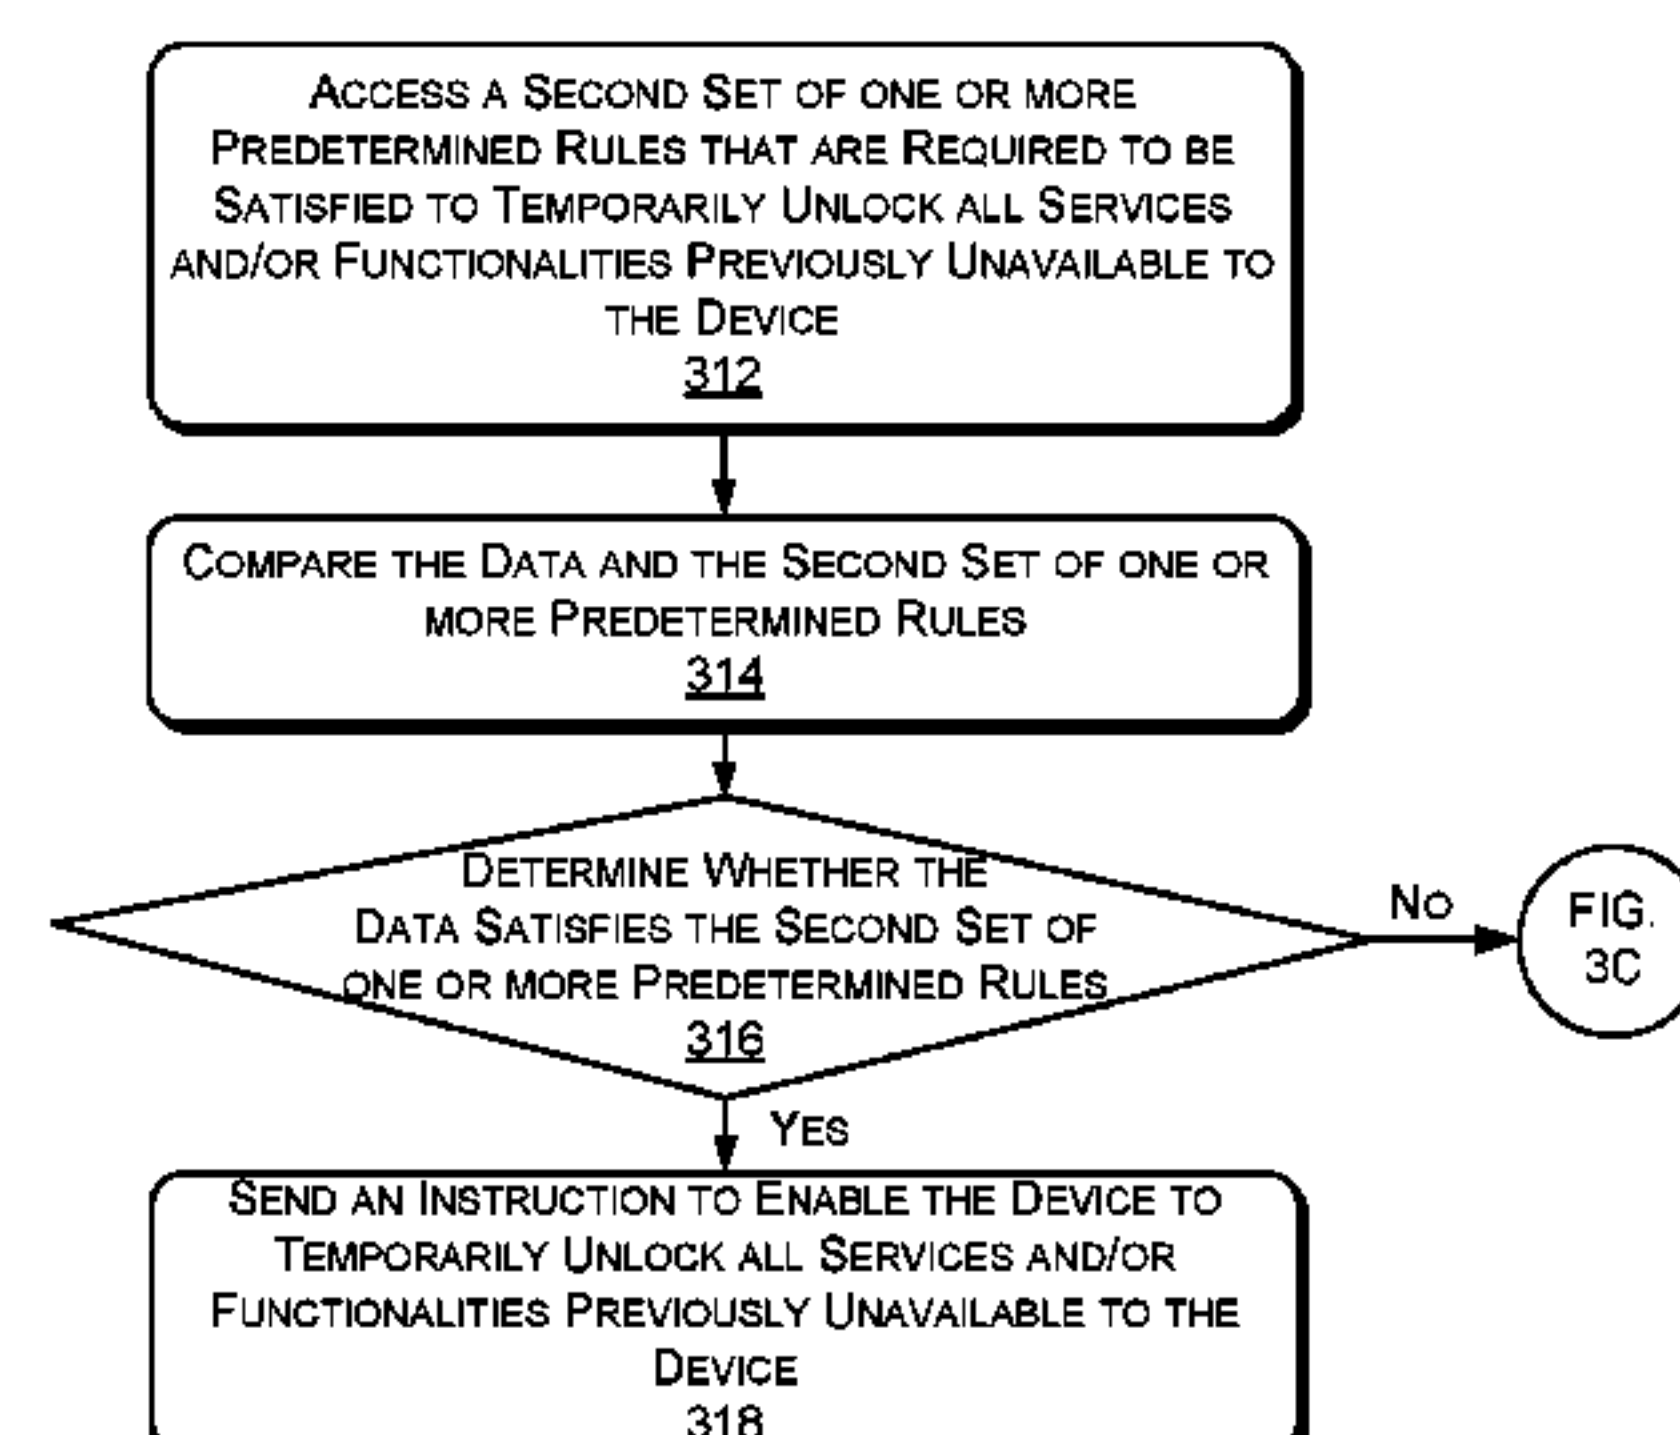 ACCESS A SECOND SET OF ONE OR MORE
PREDETERMINED RULES THAT ARE REQUIRED TO BE
SATISFIED TO TEMPORARILY UNLOCK ALL SERVICES
AND/OR FUNCTIONALITIES PREVIOUSLY UNAVAILABLE TO
THE DEVICE
312
COMPARE THE DATA AND THE SECOND SET OF ONE OR
MORE PREDETERMINED RULES
314
DETERMINE WHETHER THE
DATA SATISFIES THE SECOND SET OF
ONE OR MORE PREDETERMINED RULES
316
NO
FIG.
3C
YES
SEND AN INSTRUCTION TO ENABLE THE DEVICE TO
TEMPORARILY UNLOCK ALL SERVICES AND/OR
FUNCTIONALITIES PREVIOUSLY UNAVAILABLE TO THE
DEVICE
318